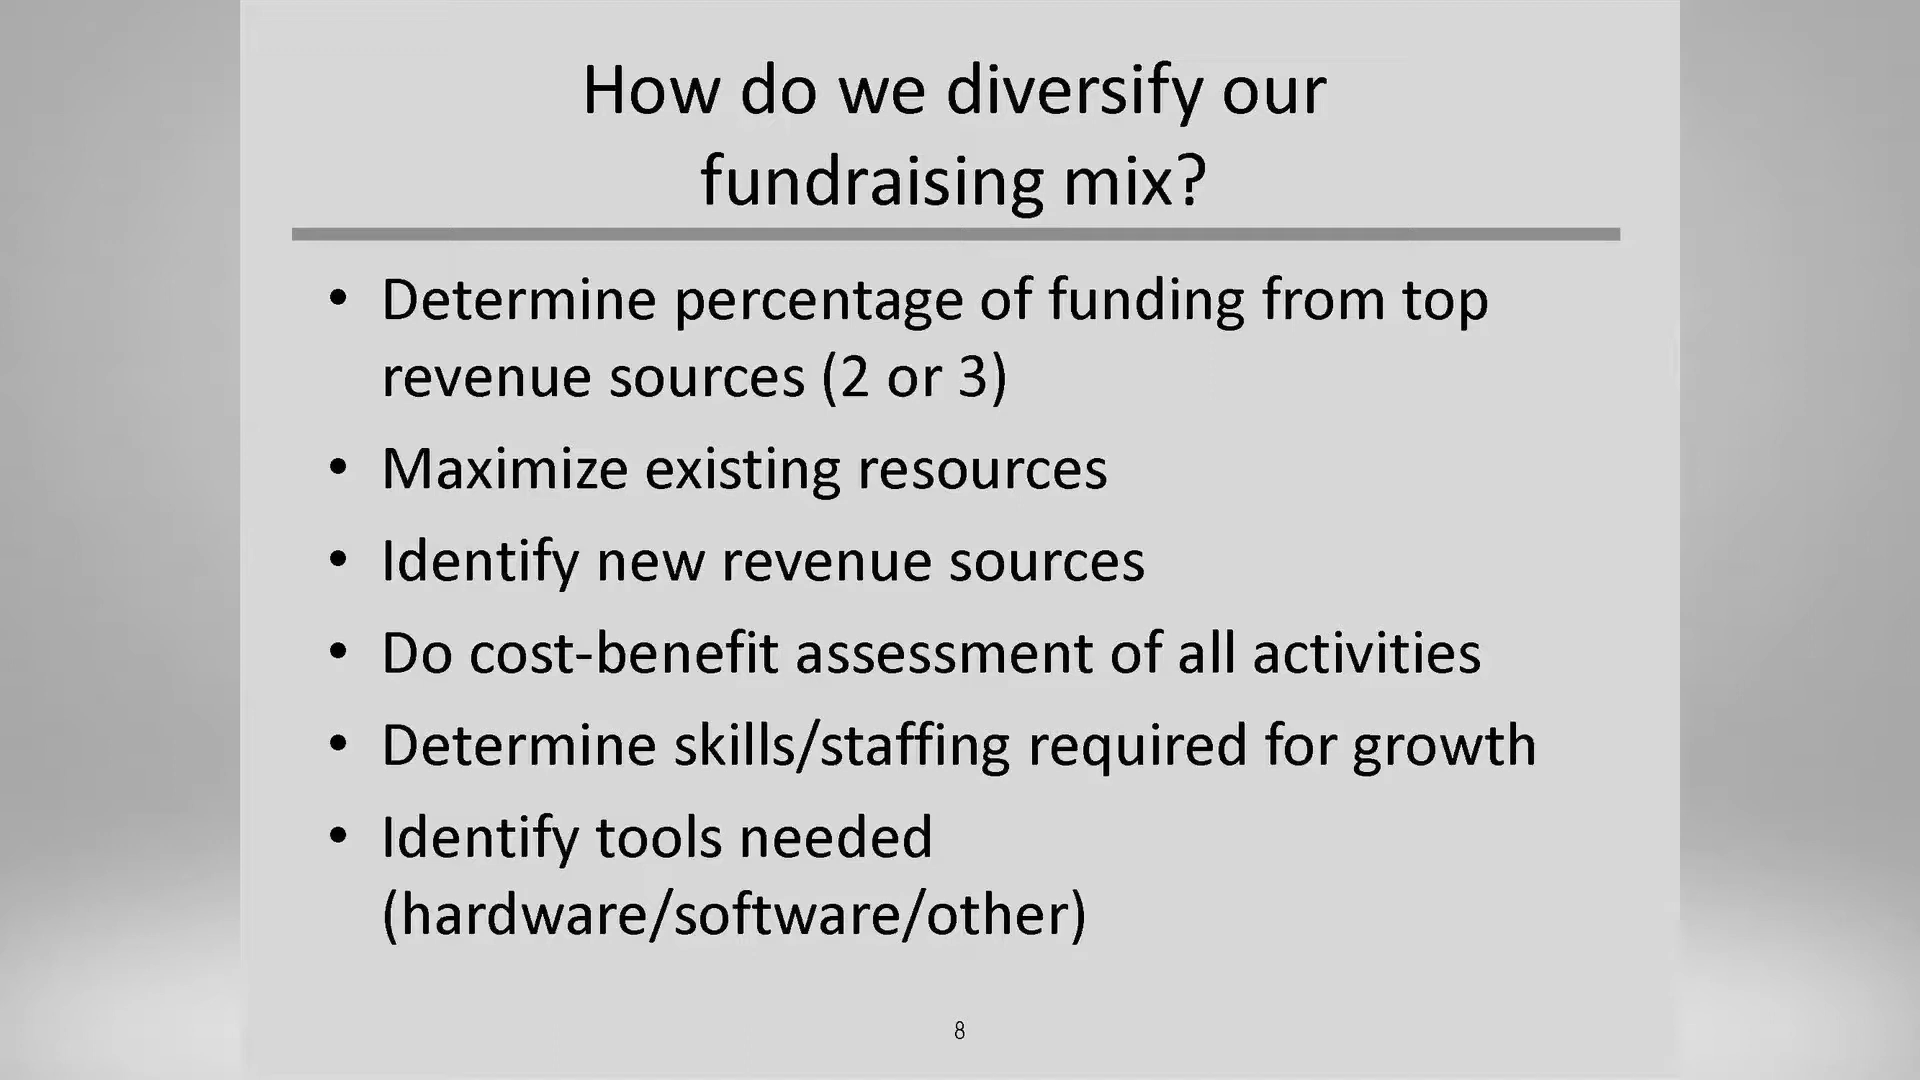 How do we diversify our
fundraising mix?
• Determine percentage of funding from top
revenue sources (2 or 3)
• Maximize existing resources
• Identify new revenue sources
• Do cost-benefit assessment of all activities
• Determine skills/staffing required for growth
• Identify tools needed
(hardware/software/other)
8